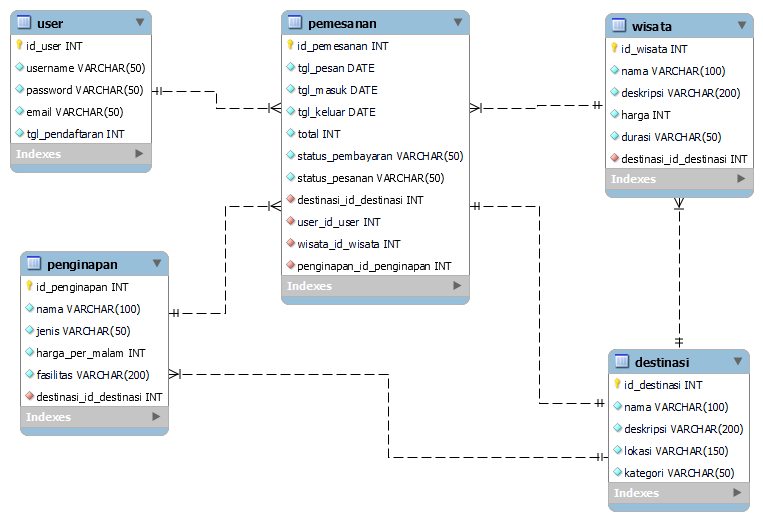 user
id_user INT
username VARCHAR(50)
password VARCHAR(50)
email VARCHAR(50)
tgl_pendaftaran INT
Indexes
pemesanan
id_pemesanan INT
tgl_pesan DATE
tgl_masuk DATE
tgl_keluar DATE
total INT
status_pembayaran VARCHAR(50)
status_pesanan VARCHAR(50)
destinasi_id_destinasi INT
user_id_user INT
wisata_id_wisata INT
penginapan_id_penginapan INT
Indexes
wisata
id_wisata INT
nama VARCHAR(100)
deskripsi VARCHAR(200)
harga INT
durasi VARCHAR(50)
destinasi_id_destinasi INT
Indexes
penginapan
id_penginapan INT
nama VARCHAR(100)
jenis VARCHAR(50)
harga_per_malam INT
fasilitas VARCHAR(200)
destinasi_id_destinasi INT
Indexes
destinasi
id_destinasi INT
nama VARCHAR(100)
deskripsi VARCHAR(200)
lokasi VARCHAR(150)
kategori VARCHAR(50)
Indexes